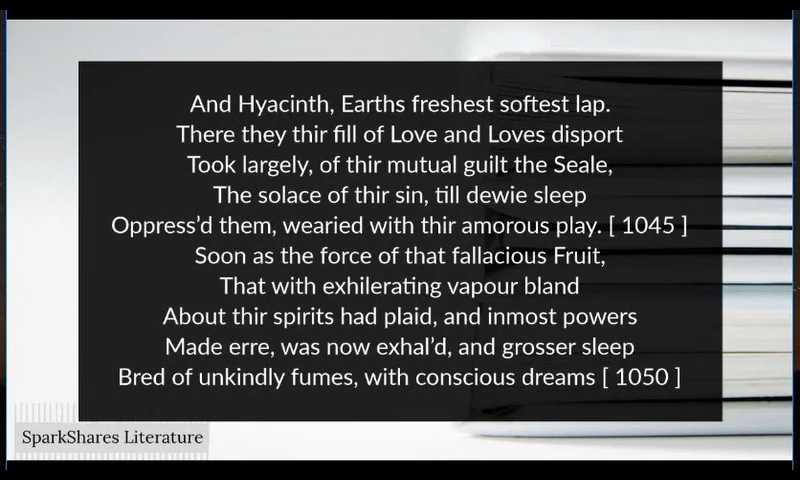 And Hyacinth, Earths freshest softest lap.
There they thir fill of Love and Loves disport
Took largely, of thir mutual guilt the Seale,
The solace of thir sin, till dewie sleep
Oppress’d them, wearied with thir amorous play. [ 1045 ]
Soon as the force of that fallacious Fruit,
That with exhilerating vapour bland
About thir spirits had plaid, and inmost powers
Made erre, was now exhal’d, and grosser sleep
Bred of unkindly fumes, with conscious dreams [ 1050 ]
SparkShares Literature